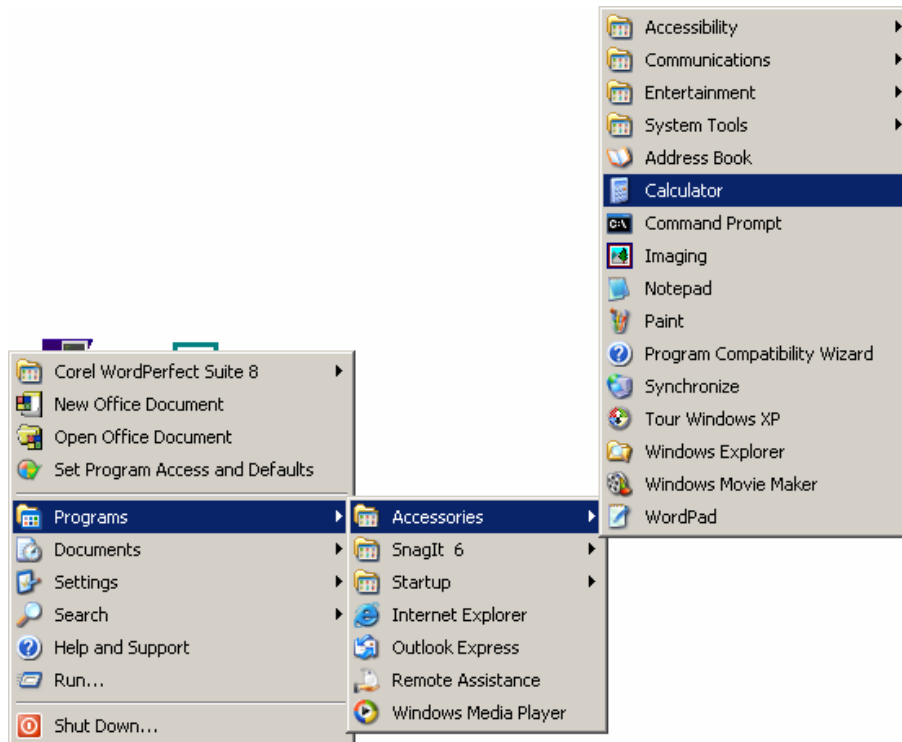 Accessibility
Communications
Entertainment
System Tools
Address Book
Calculator
C:\
Command Prompt
Imaging
Notepad
Paint
Program Compatibility Wizard
Synchronize
Tour Windows XP
Windows Explorer
Windows Movie Maker
WordPad
Corel WordPerfect Suite 8
New Office Document
Open Office Document
Set Program Access and Defaults
Programs
Documents
Settings
Search
Help and Support
Run...
Shut Down...
Accessories
SnagIt 6
Startup
Internet Explorer
Outlook Express
Remote Assistance
Windows Media Player